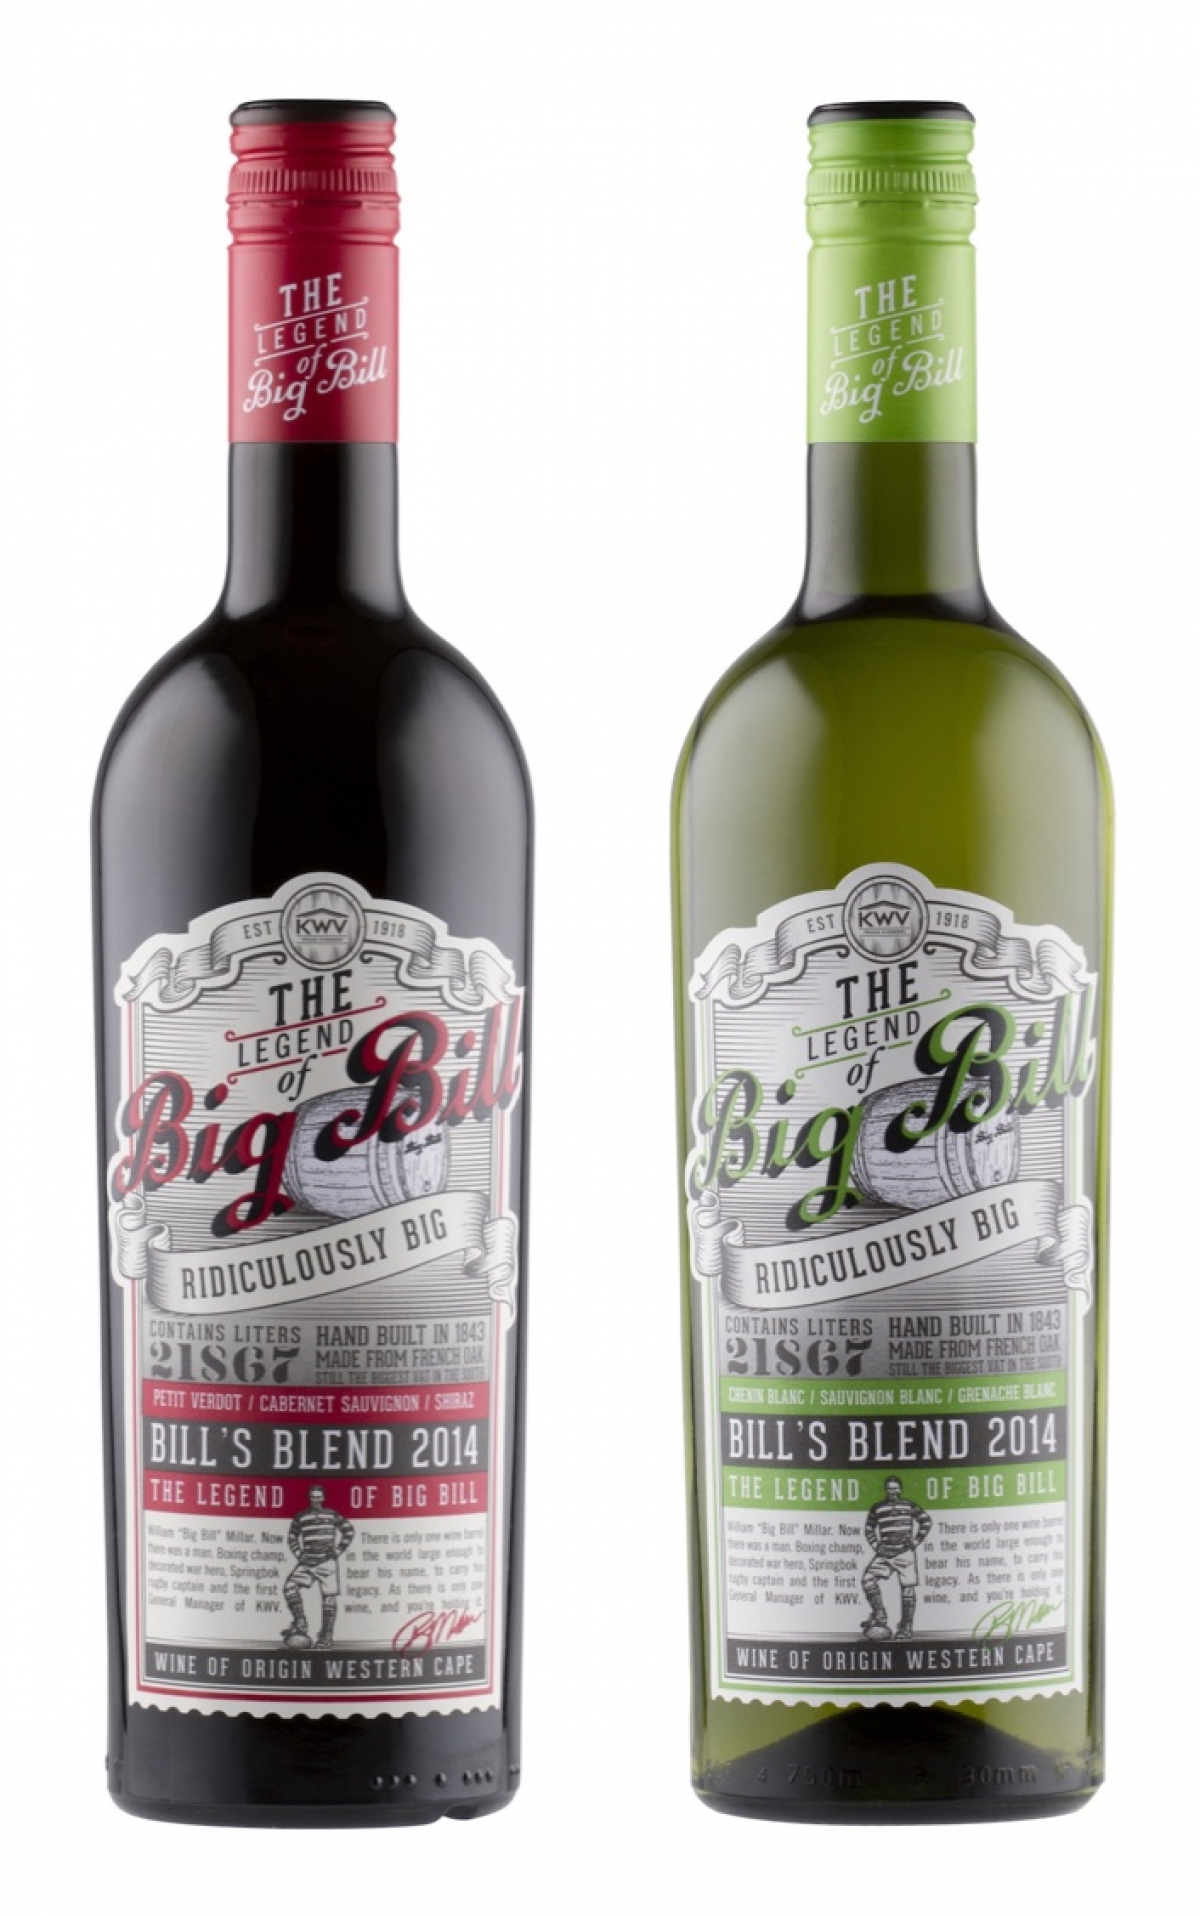 THE
LEGEND
of
Big Bill
EST KWV 1918
THE
LEGEND
of
Big Bill
Big Bill
RIDICULOUSLY BIG
CONTAINS LITERS
21867
HAND BUILT IN 1843
MADE FROM FRENCH OAK
STILL THE BIGGEST VAT IN THE SOUTH
PETIT VERDOT / CABERNET SAUVIGNON / SHIRAZ
BILL'S BLEND 2014
THE LEGEND OF BIG BILL
William "Big Bill" Millar. Now
there was a man. Boxing champ,
decorated war hero, Springbok
rugby captain and the first
General Manager of KWV.
There is only one wine barrel
in the world large enough to
bear his name, to carry his
legacy. As there is only one
wine, and you're holding it.
WINE OF ORIGIN WESTERN CAPE
THE
LEGEND
of
Big Bill
EST KWV 1918
THE
LEGEND
of
Big Bill
Big Bill
RIDICULOUSLY BIG
CONTAINS LITERS
21867
HAND BUILT IN 1843
MADE FROM FRENCH OAK
STILL THE BIGGEST VAT IN THE SOUTH
CHENIN BLANC / SAUVIGNON BLANC / GRENACHE BLANC
BILL'S BLEND 2014
THE LEGEND OF BIG BILL
William "Big Bill" Millar. Now
there was a man. Boxing champ,
decorated war hero, Springbok
rugby captain and the first
General Manager of KWV.
There is only one wine barrel
in the world large enough to
bear his name, to carry his
legacy. As there is only one
wine, and you're holding it.
WINE OF ORIGIN WESTERN CAPE
750m 30mm